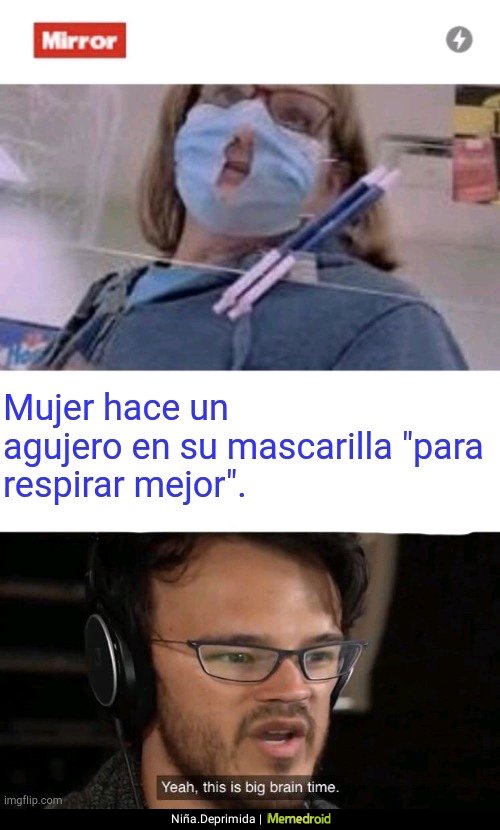 Mirror
Mujer hace un
agujero en su mascarilla "para
respirar mejor".
Yeah, this is big brain time.
imgflip.com
Niña.Deprimida | Memedroid